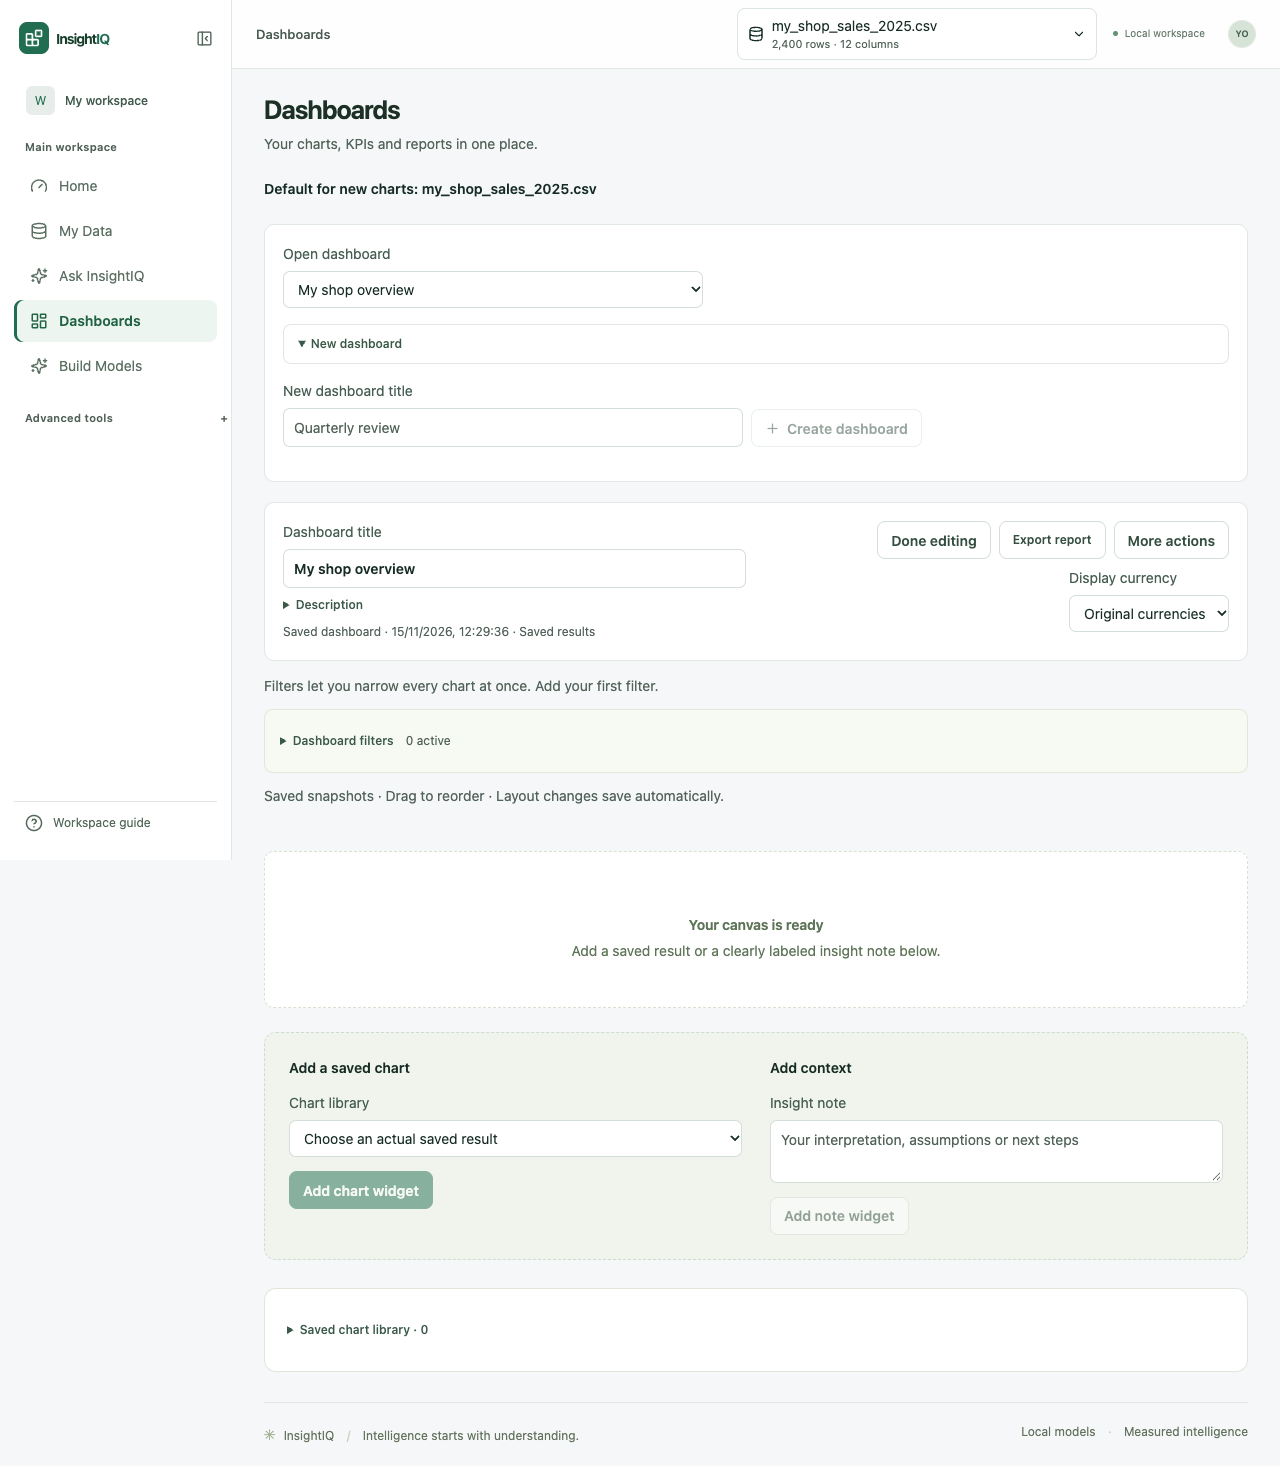 InsightIQ
W My workspace
Main workspace
Home
My Data
Ask InsightIQ
Dashboards
Build Models
Advanced tools +
Workspace guide
Dashboards
my_shop_sales_2025.csv
2,400 rows · 12 columns
Local workspace
YO
Dashboards
Your charts, KPIs and reports in one place.
Default for new charts: my_shop_sales_2025.csv
Open dashboard
My shop overview
New dashboard
New dashboard title
Quarterly review
+ Create dashboard
Dashboard title
My shop overview
Done editing
Export report
More actions
Display currency
Original currencies
Description
Saved dashboard · 15/11/2026, 12:29:36 · Saved results
Filters let you narrow every chart at once. Add your first filter.
Dashboard filters 0 active
Saved snapshots · Drag to reorder · Layout changes save automatically.
Your canvas is ready
Add a saved result or a clearly labeled insight note below.
Add a saved chart
Chart library
Choose an actual saved result
Add chart widget
Add context
Insight note
Your interpretation, assumptions or next steps
Add note widget
Saved chart library · 0
InsightIQ / Intelligence starts with understanding.
Local models · Measured intelligence